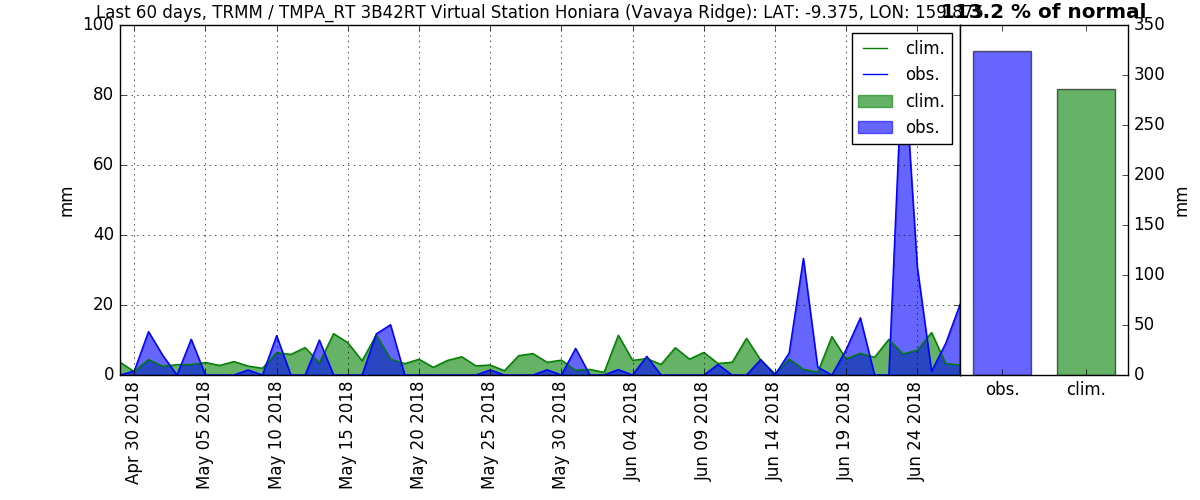 Last 60 days, TRMM / TMPA_RT 3B42RT Virtual Station Honiara (Vavaya Ridge): LAT: -9.375, LON: 159.875
113.2 % of normal
100
80
60
40
20
0
mm
clim.
obs.
clim.
obs.
350
300
250
200
150
100
50
0
mm
obs.
clim.
Apr 30 2018
May 05 2018
May 10 2018
May 15 2018
May 20 2018
May 25 2018
May 30 2018
Jun 04 2018
Jun 09 2018
Jun 14 2018
Jun 19 2018
Jun 24 2018